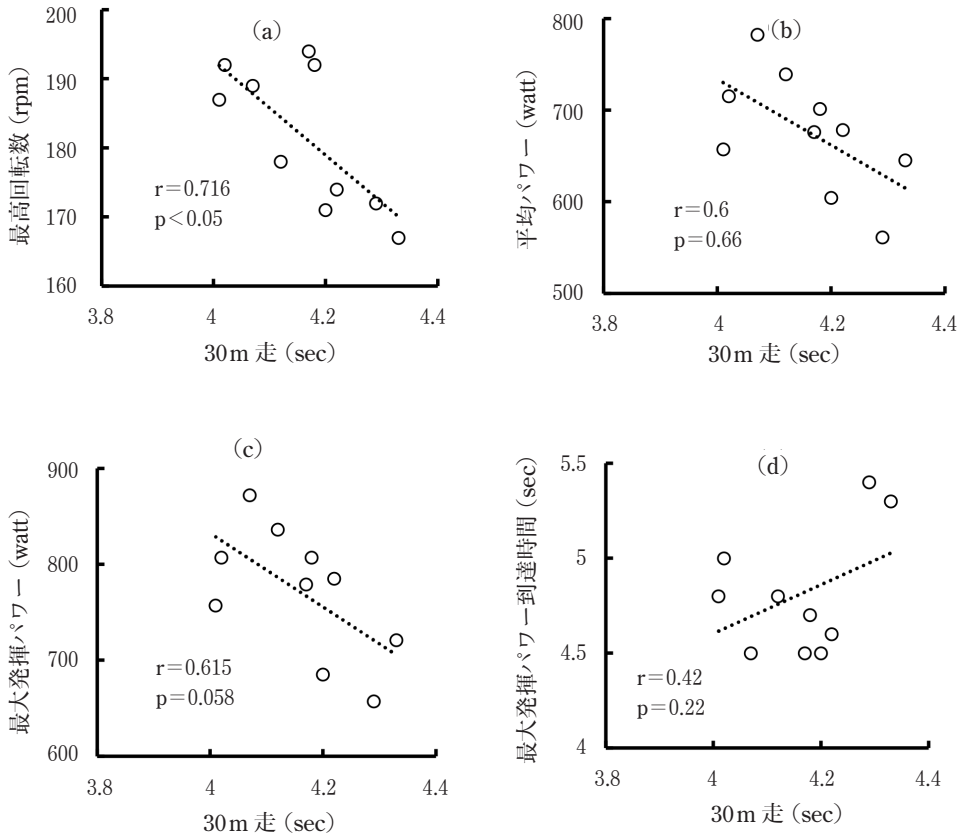 (a)
200
190
180
170
160
最高回転数 (rpm)
r=0.716
p<0.05
3.8 4 4.2 4.4
30m 走 (sec)
(b)
800
700
600
500
平均パワー (watt)
r=0.6
p=0.66
3.8 4 4.2 4.4
30m 走 (sec)
(c)
900
800
700
600
最大発揮パワー (watt)
r=0.615
p=0.058
3.8 4 4.2 4.4
30m 走 (sec)
(d)
5.5
5
4.5
4
最大発揮パワー到達時間 (sec)
r=0.42
p=0.22
3.8 4 4.2 4.4
30m 走 (sec)